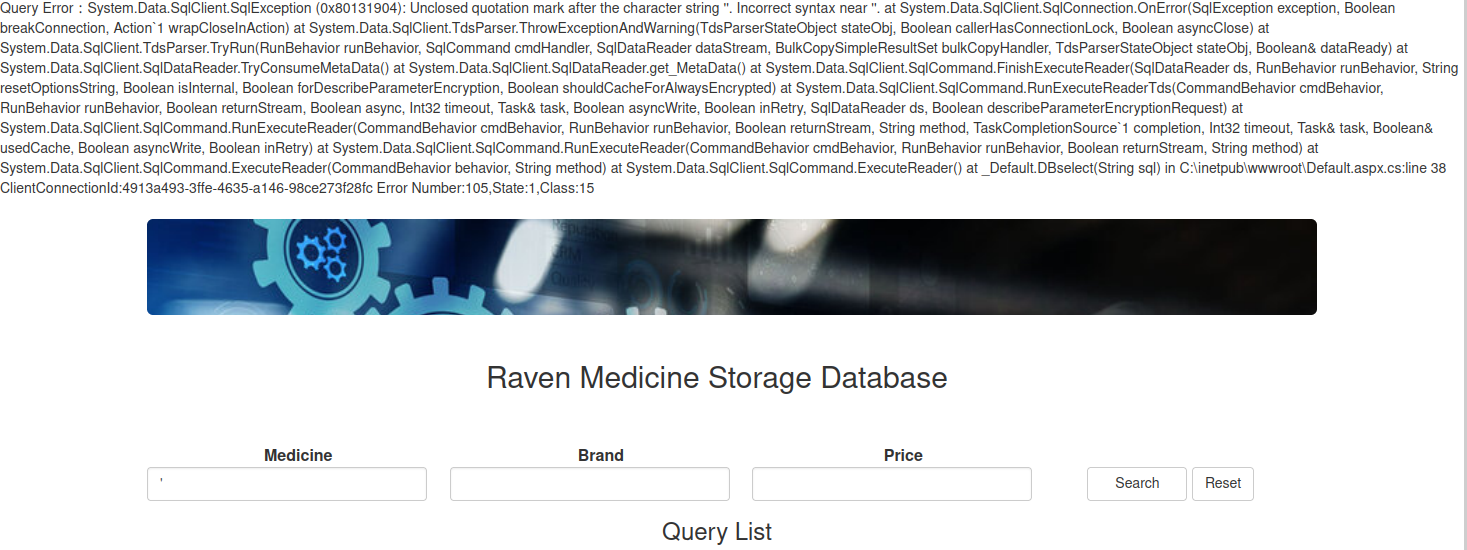 Query Error：System.Data.SqlClient.SqlException (0x80131904): Unclosed quotation mark after the character string ''. Incorrect syntax near ''. at System.Data.SqlClient.SqlConnection.OnError(SqlException exception, Boolean
breakConnection, Action`1 wrapCloseInAction) at System.Data.SqlClient.TdsParser.ThrowExceptionAndWarning(TdsParserStateObject stateObj, Boolean callerHasConnectionLock, Boolean asyncClose) at
System.Data.SqlClient.TdsParser.TryRun(RunBehavior runBehavior, SqlCommand cmdHandler, SqlDataReader dataStream, BulkCopySimpleResultSet bulkCopyHandler, TdsParserStateObject stateObj, Boolean& dataReady) at
System.Data.SqlClient.SqlDataReader.TryConsumeMetaData() at System.Data.SqlClient.SqlDataReader.get_MetaData() at System.Data.SqlClient.SqlCommand.FinishExecuteReader(SqlDataReader ds, RunBehavior runBehavior, String
resetOptionsString, Boolean isInternal, Boolean forDescribeParameterEncryption, Boolean shouldCacheForAlwaysEncrypted) at System.Data.SqlClient.SqlCommand.RunExecuteReaderTds(CommandBehavior cmdBehavior,
RunBehavior runBehavior, Boolean returnStream, Boolean async, Int32 timeout, Task& task, Boolean asyncWrite, Boolean inRetry, SqlDataReader ds, Boolean describeParameterEncryptionRequest) at
System.Data.SqlClient.SqlCommand.RunExecuteReader(CommandBehavior cmdBehavior, RunBehavior runBehavior, Boolean returnStream, String method, TaskCompletionSource`1 completion, Int32 timeout, Task& task, Boolean&
usedCache, Boolean asyncWrite, Boolean inRetry) at System.Data.SqlClient.SqlCommand.RunExecuteReader(CommandBehavior cmdBehavior, RunBehavior runBehavior, Boolean returnStream, String method) at
System.Data.SqlClient.SqlCommand.ExecuteReader(CommandBehavior behavior, String method) at System.Data.SqlClient.SqlCommand.ExecuteReader() at _Default.DBselect(String sql) in C:\inetpub\wwwroot\Default.aspx.cs:line 38
ClientConnectionId:4913a493-3ffe-4635-a146-98ce273f28fc Error Number:105,State:1,Class:15
CRM
Quality
Raven Medicine Storage Database
Medicine Brand Price
' Search Reset
Query List